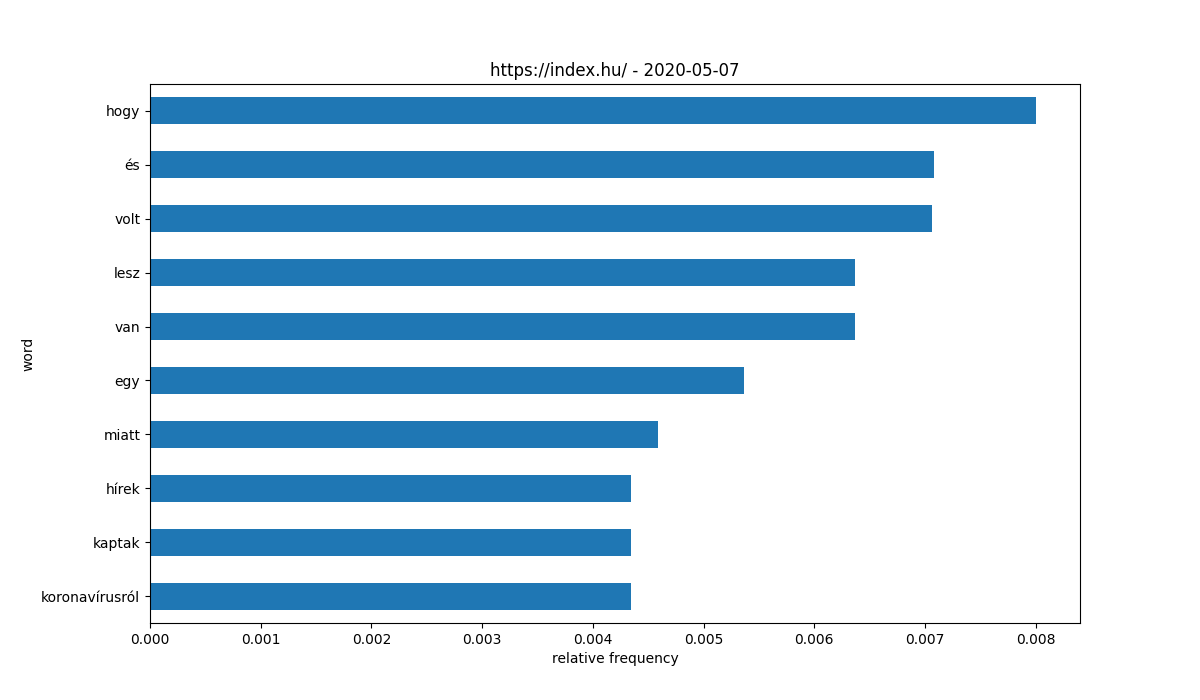 https://index.hu/ - 2020-05-07
hogy
és
volt
lesz
van
word
egy
miatt
hírek
kaptak
koronavírusról
0.000 0.001 0.002 0.003 0.004 0.005 0.006 0.007 0.008
relative frequency